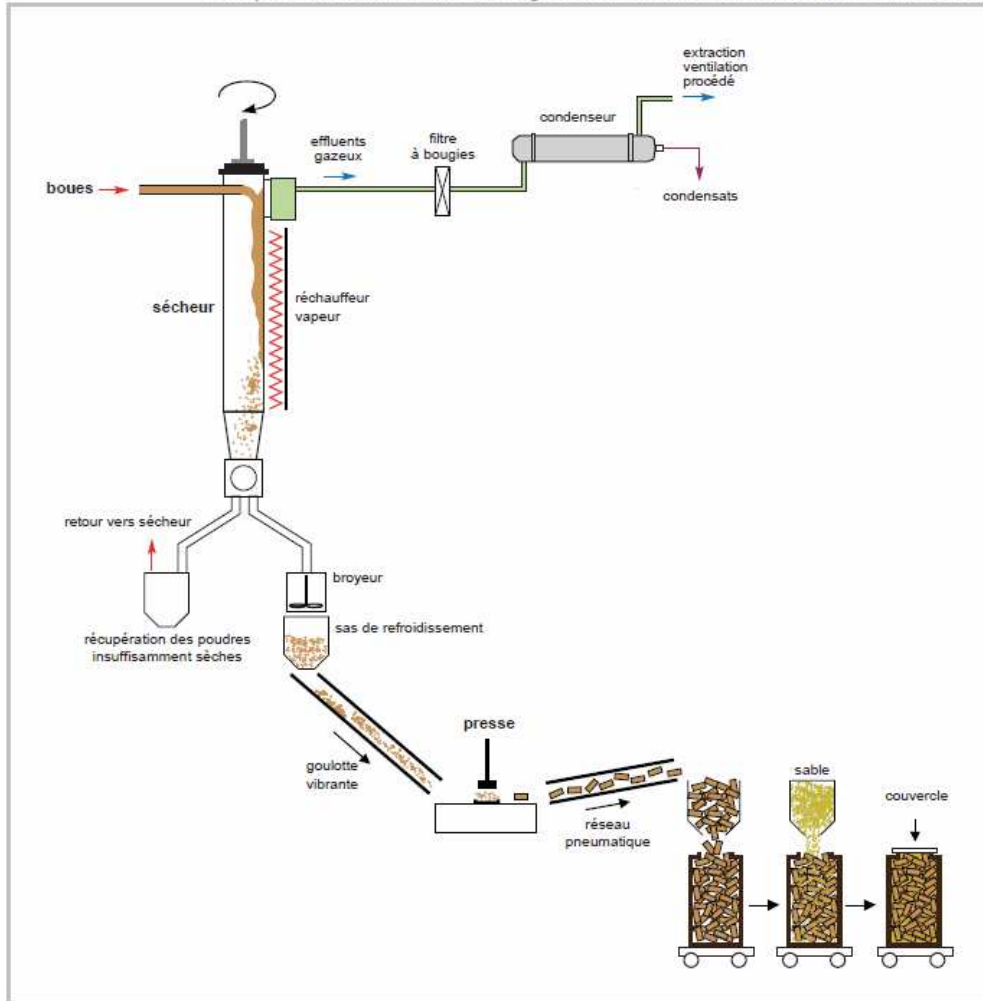 extraction
ventilation
procédé
condenseur
effluents
gazeux
filtre
à bougies
boues
condensats
sécheur
réchauffeur
vapeur
retour vers sécheur
broyeur
sas de refroidissement
récupération des poudres
insuffisamment sèches
presse
goulotte
vibrante
sable
couvercle
réseau
pneumatique